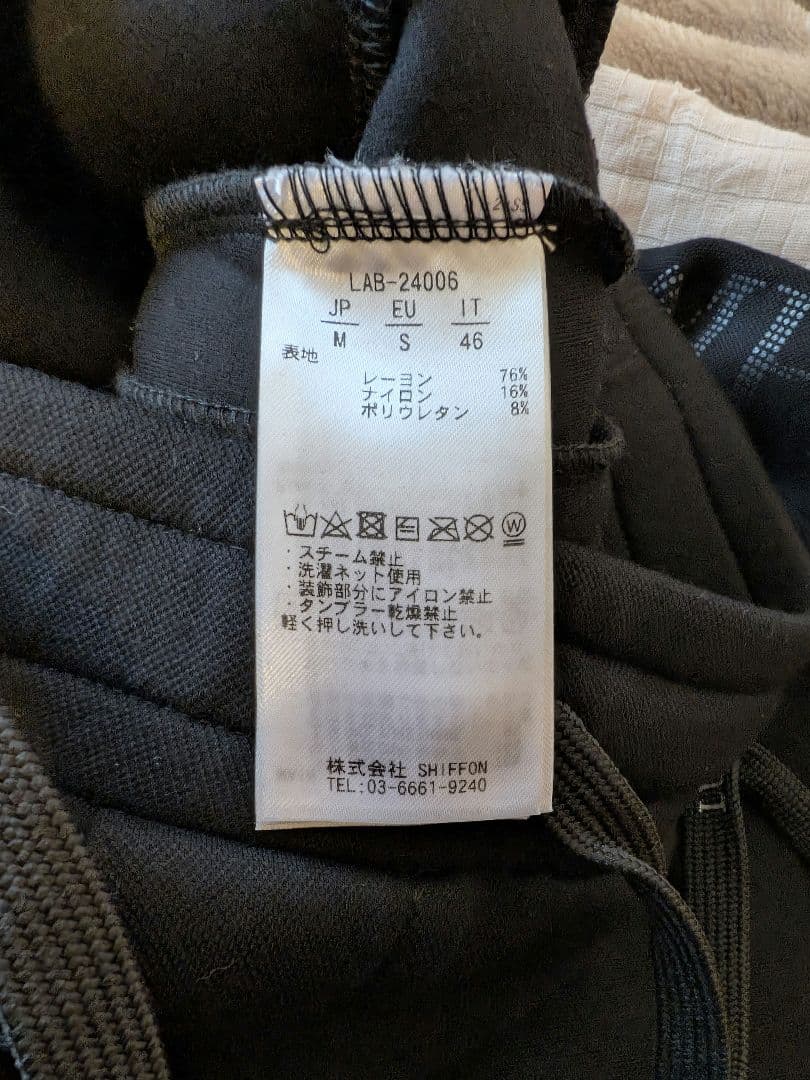 LAB-24006
JP EU IT
M S 46
表地
レーヨン 76%
ナイロン 16%
ポリウレタン 8%
W
・スチーム禁止
・洗濯ネット使用
・装飾部分にアイロン禁止
・タンブラー乾燥禁止
軽く押し洗いして下さい。
株式会社 SHIFFON
TEL:03-6661-9240